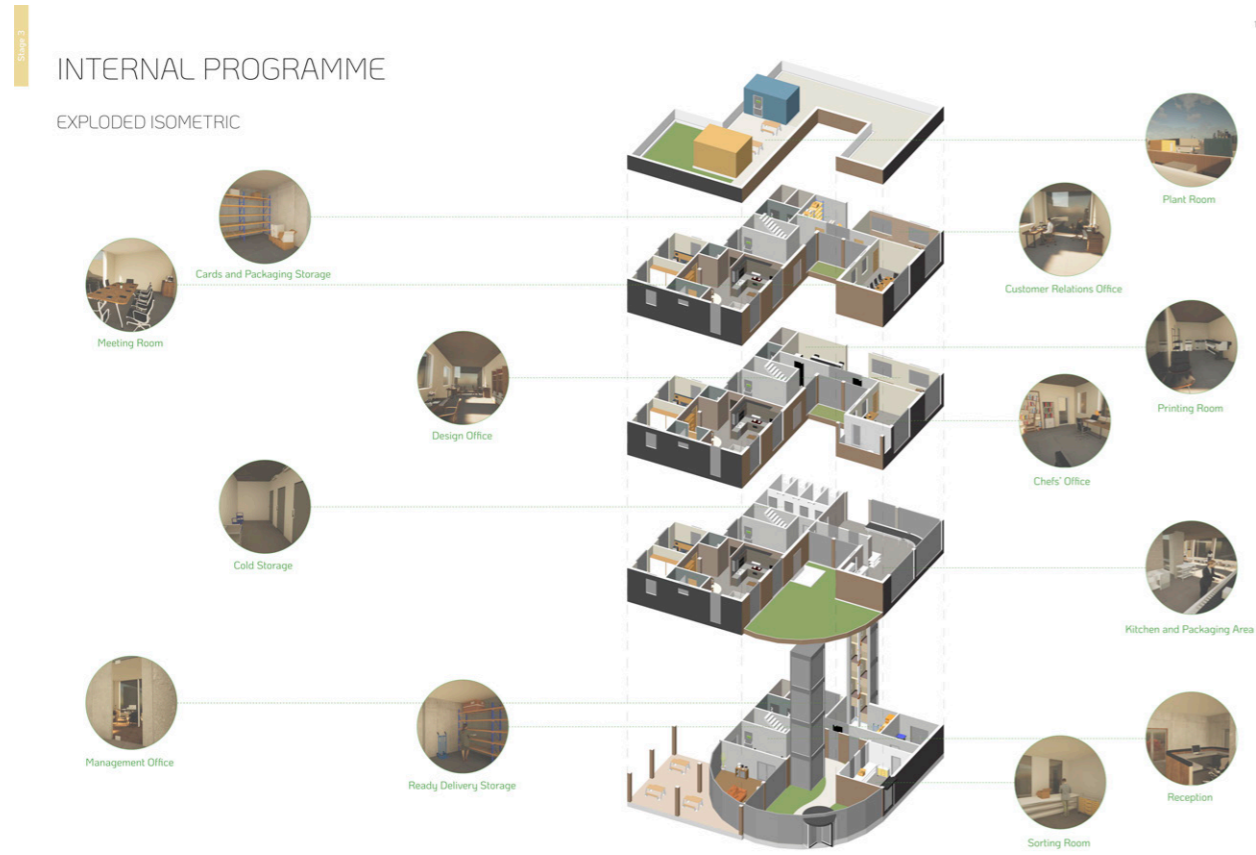 Stage 3
1
INTERNAL PROGRAMME
EXPLODED ISOMETRIC
Plant Room
Cards and Packaging Storage
Customer Relations Office
Meeting Room
Printing Room
Design Office
Chefs' Office
Cold Storage
Kitchen and Packaging Area
Management Office
Ready Delivery Storage
Reception
Sorting Room